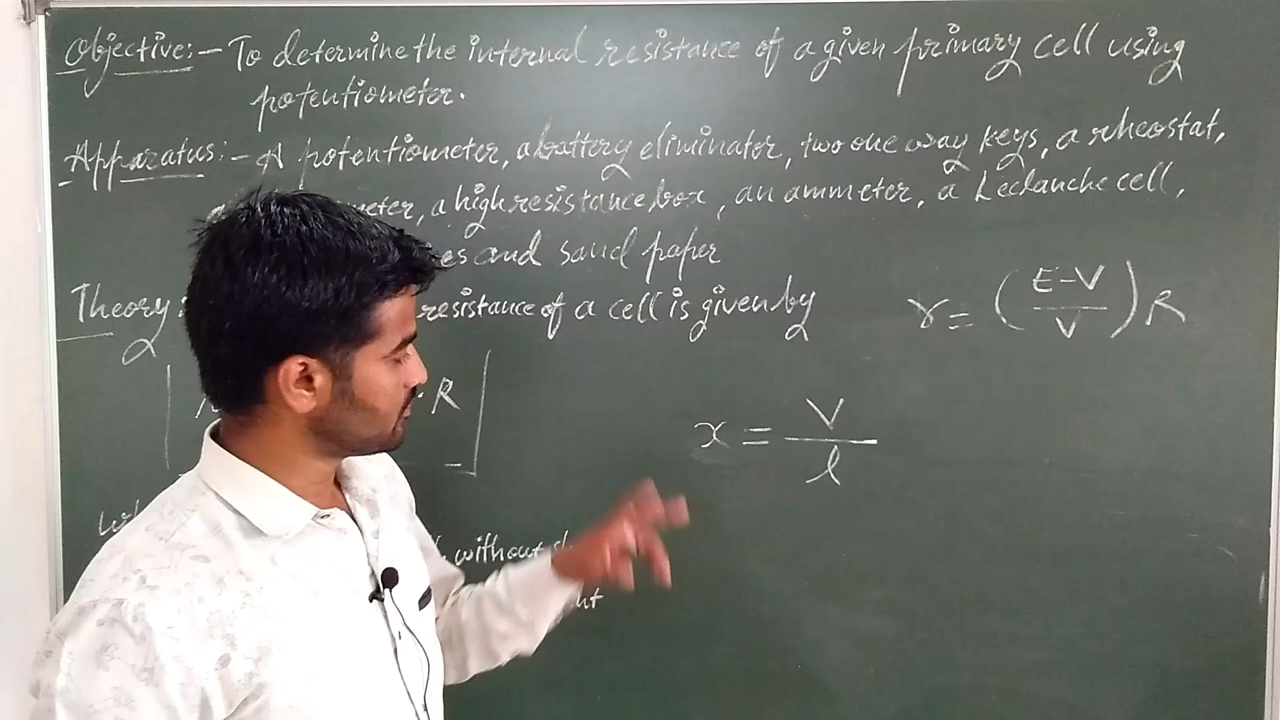 Objective:- To determine the internal resistance of a given primary cell using
potentiometer.
Apparatus:- A potentiometer, a battery eliminator, two one way keys, a rheostat,
a high resistance box, an ammeter, a Leclanche cell,
and sand paper
Theory: resistance of a cell is given by
r = (E-V/V) R
. R
x = V/l
without